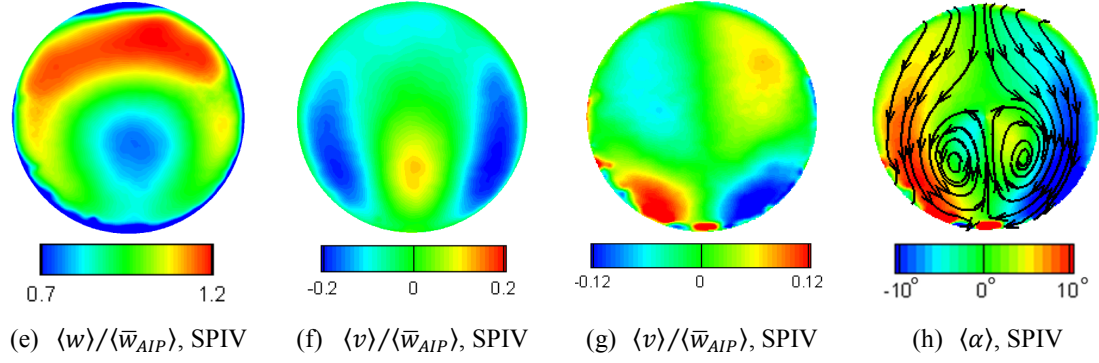 0.7 1.2
-0.2 0 0.2
-0.12 0 0.12
-10° 0° 10°
(e) ⟨w⟩/⟨w̅_AIP⟩, SPIV
(f) ⟨v⟩/⟨w̅_AIP⟩, SPIV
(g) ⟨v⟩/⟨w̅_AIP⟩, SPIV
(h) ⟨α⟩, SPIV